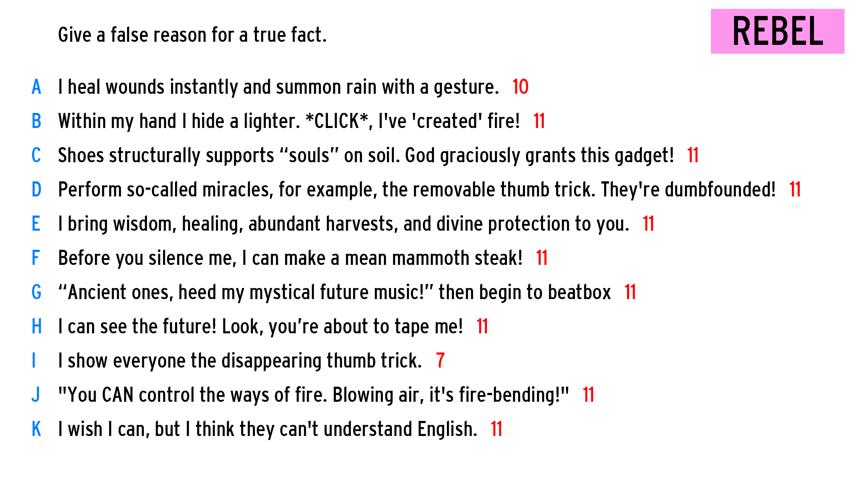 Give a false reason for a true fact.
REBEL
A I heal wounds instantly and summon rain with a gesture. 10
B Within my hand I hide a lighter. *CLICK*, I've 'created' fire! 11
C Shoes structurally supports “souls” on soil. God graciously grants this gadget! 11
D Perform so-called miracles, for example, the removable thumb trick. They're dumbfounded! 11
E I bring wisdom, healing, abundant harvests, and divine protection to you. 11
F Before you silence me, I can make a mean mammoth steak! 11
G “Ancient ones, heed my mystical future music!” then begin to beatbox 11
H I can see the future! Look, you’re about to tape me! 11
I I show everyone the disappearing thumb trick. 7
J "You CAN control the ways of fire. Blowing air, it's fire-bending!" 11
K I wish I can, but I think they can't understand English. 11